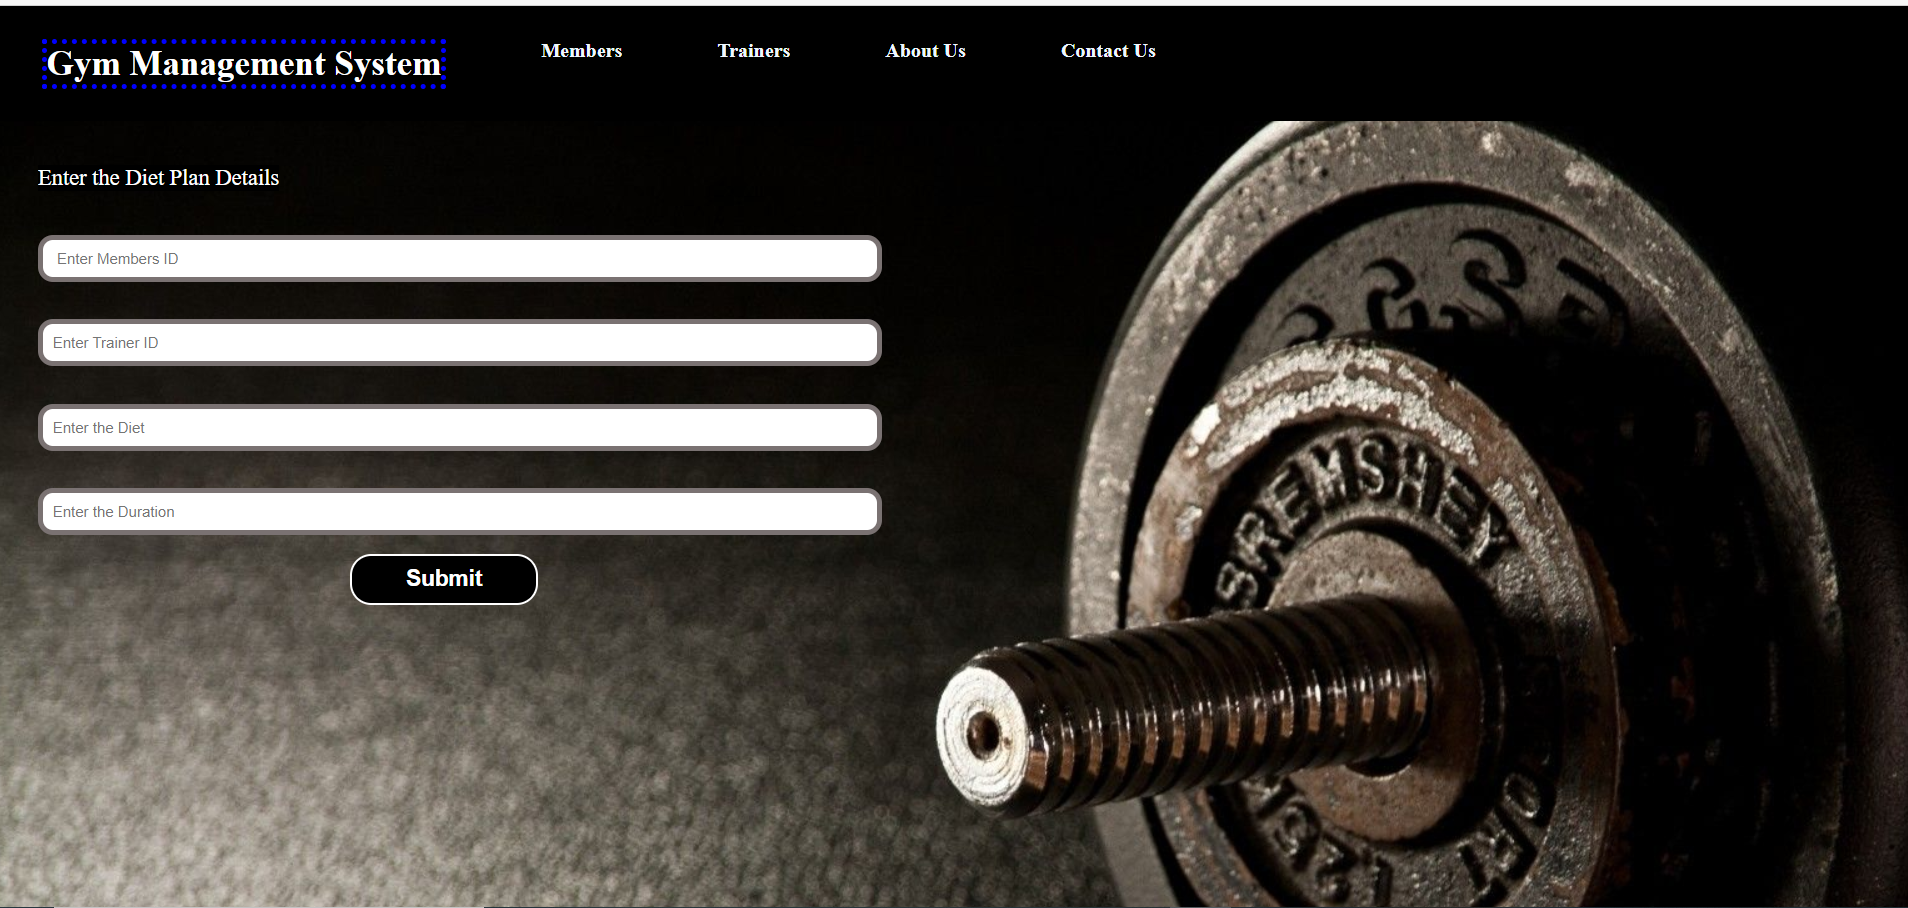 Gym Management System
Members
Trainers
About Us
Contact Us
Enter the Diet Plan Details
Enter Members ID
Enter Trainer ID
Enter the Diet
Enter the Duration
Submit
BREMSHEY